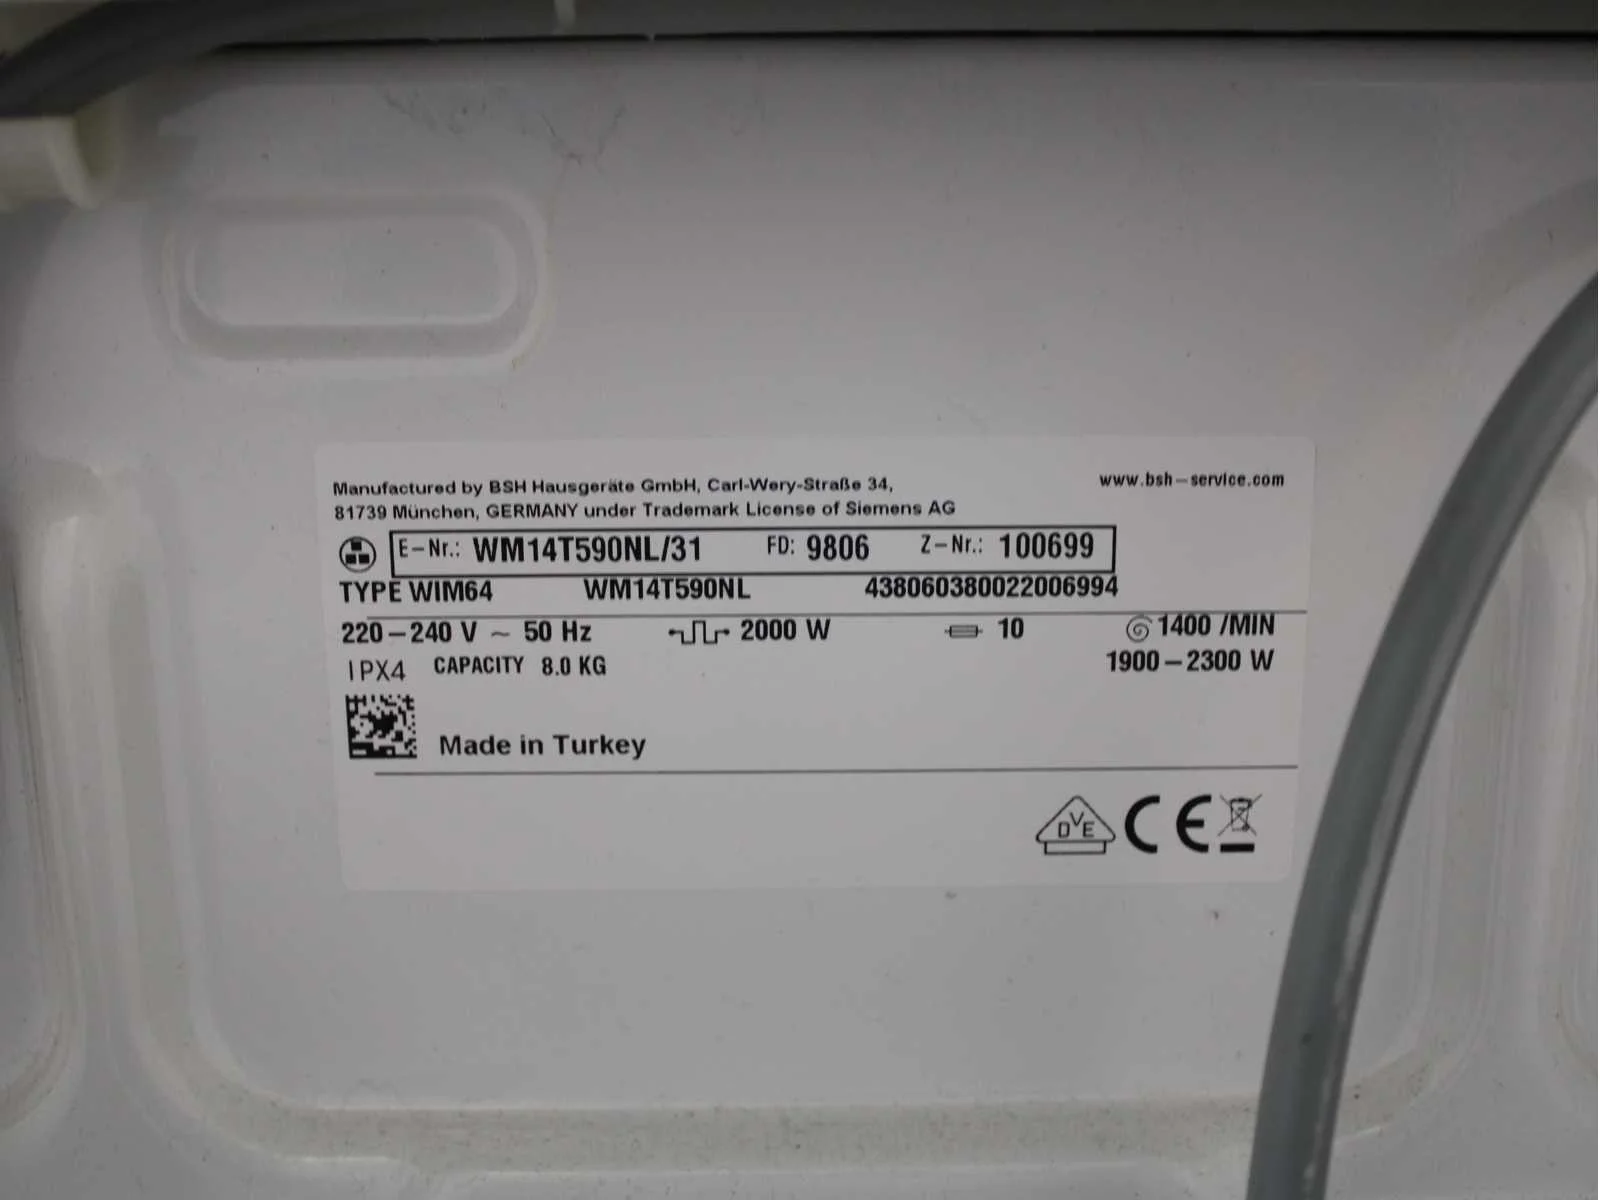 Manufactured by BSH Hausgeräte GmbH, Carl-Wery-Straße 34,
81739 München, GERMANY under Trademark License of Siemens AG
www.bsh-service.com
E-Nr.: WM14T590NL/31 FD: 9806 Z-Nr.: 100699
TYPE WIM64 WM14T590NL 438060380022006994
220-240 V ~ 50 Hz 2000 W 10 1400 /MIN
IPX4 CAPACITY 8.0 KG 1900-2300 W
Made in Turkey
DVE CE